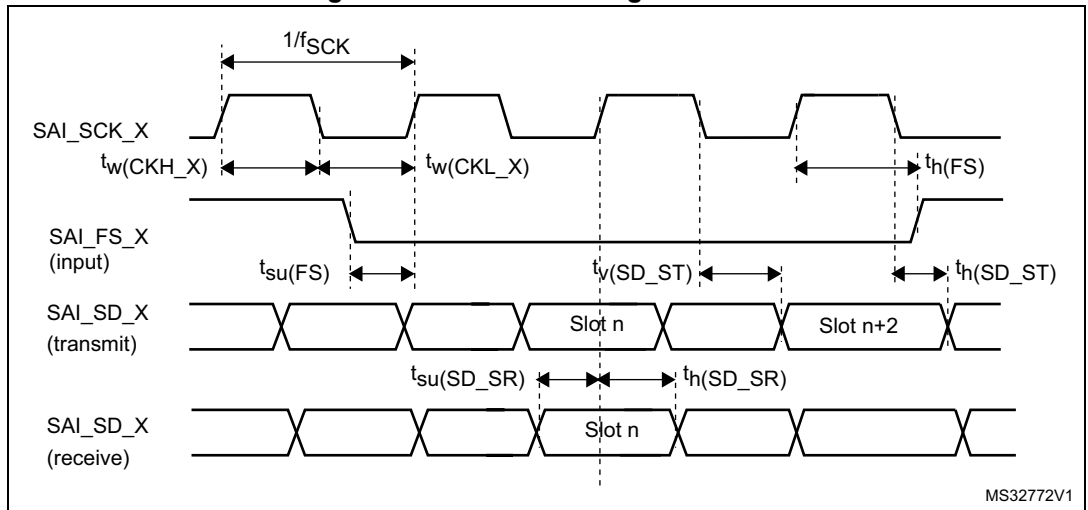 1/fSCK
SAI_SCK_X
tw(CKH_X)
tw(CKL_X)
th(FS)
SAI_FS_X
(input)
tsu(FS)
tv(SD_ST)
th(SD_ST)
SAI_SD_X
(transmit)
Slot n
Slot n+2
tsu(SD_SR)
th(SD_SR)
SAI_SD_X
(receive)
Slot n
MS32772V1